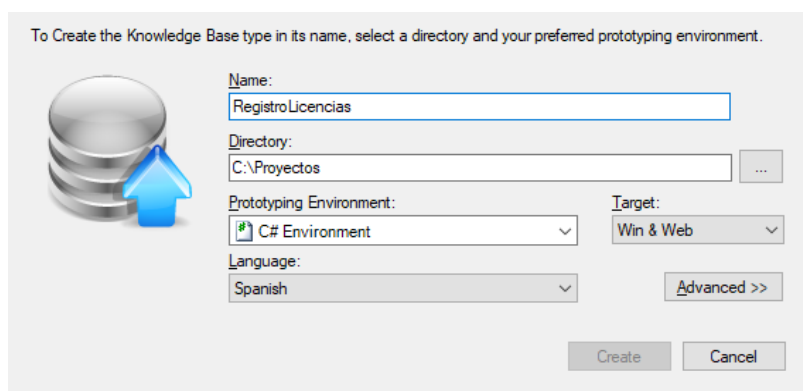 To Create the Knowledge Base type in its name, select a directory and your preferred prototyping environment.
Name:
RegistroLicencias
Directory:
C:\Proyectos
...
Prototyping Environment:
Target:
C# Environment
Win & Web
Language:
Spanish
Advanced >>
Create
Cancel